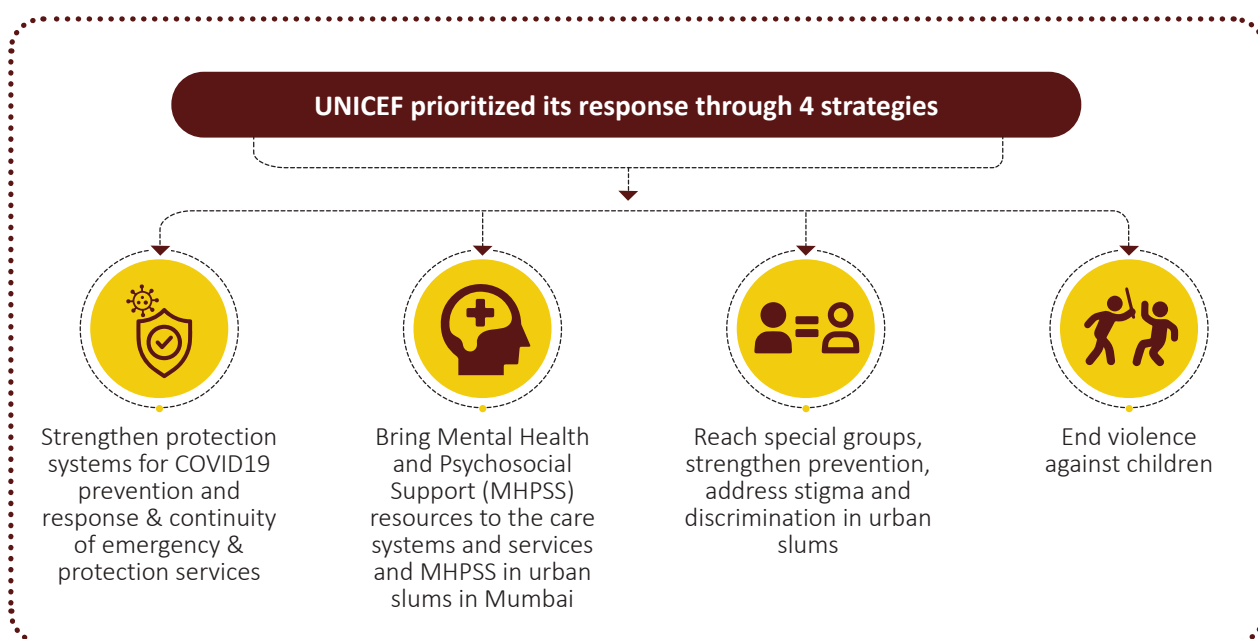 UNICEF prioritized its response through 4 strategies
Strengthen protection
systems for COVID19
prevention and
response & continuity
of emergency &
protection services
Bring Mental Health
and Psychosocial
Support (MHPSS)
resources to the care
systems and services
and MHPSS in urban
slums in Mumbai
Reach special groups,
strengthen prevention,
address stigma and
discrimination in urban
slums
End violence
against children